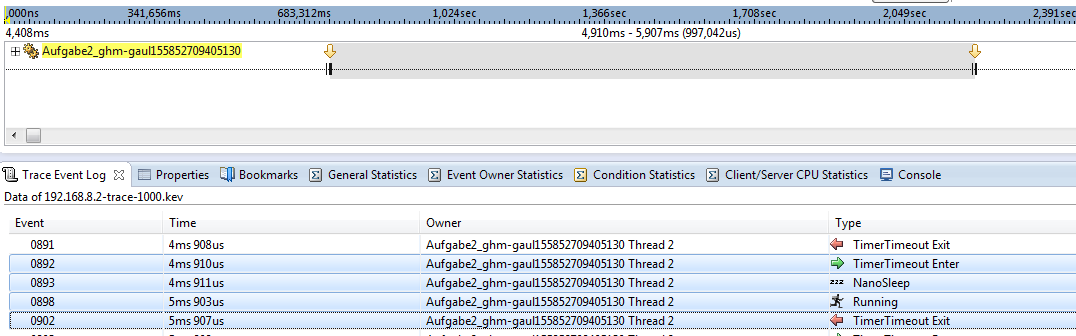 ,000ns 341,656ms 683,312ms 1,024sec 1,366sec 1,708sec 2,049sec 2,391sec
4,408ms 4,910ms - 5,907ms (997,042us)
Aufgabe2_ghm-gaul155852709405130
Trace Event Log Properties Bookmarks General Statistics Event Owner Statistics Condition Statistics Client/Server CPU Statistics Console
Data of 192.168.8.2-trace-1000.kev
Event Time Owner Type
0891 4ms 908us Aufgabe2_ghm-gaul155852709405130 Thread 2 TimerTimeout Exit
0892 4ms 910us Aufgabe2_ghm-gaul155852709405130 Thread 2 TimerTimeout Enter
0893 4ms 911us Aufgabe2_ghm-gaul155852709405130 Thread 2 zzz NanoSleep
0898 5ms 903us Aufgabe2_ghm-gaul155852709405130 Thread 2 Running
0902 5ms 907us Aufgabe2_ghm-gaul155852709405130 Thread 2 TimerTimeout Exit